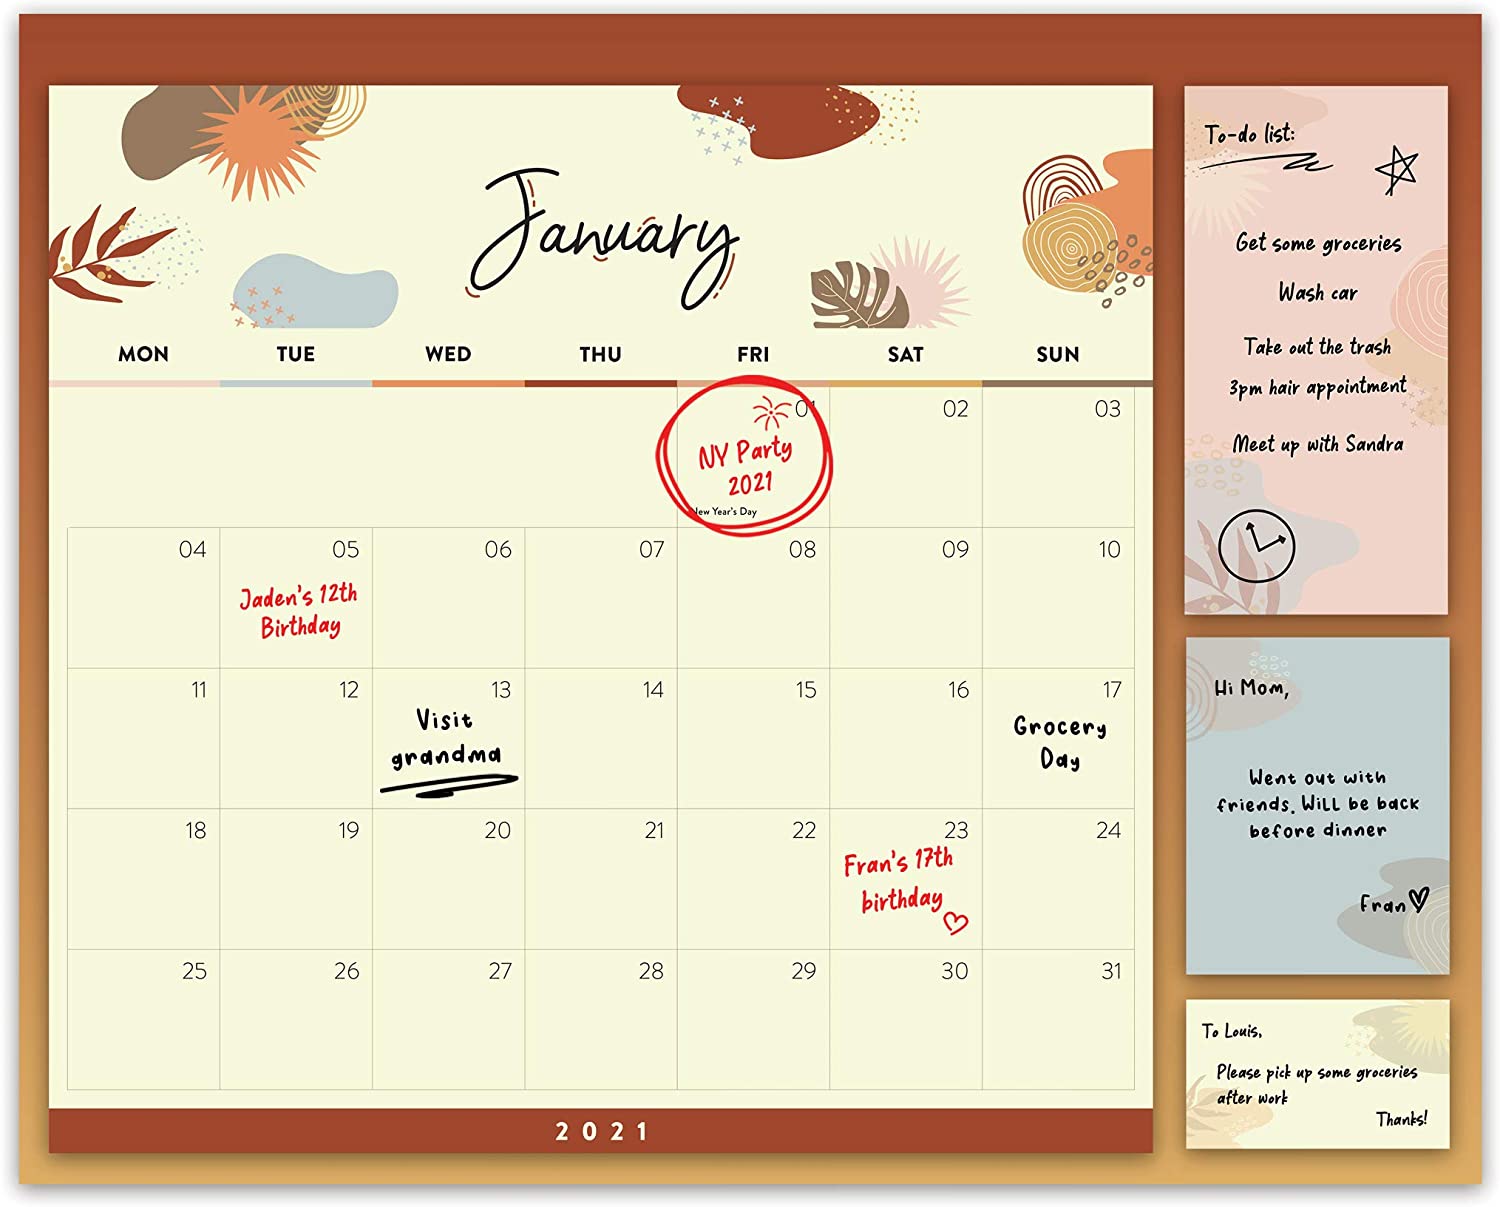 January
MON TUE WED THU FRI SAT SUN
01 02 03
NY Party
2021
New Year's Day
04 05 06 07 08 09 10
Jaden's 12th
Birthday
11 12 13 14 15 16 17
Visit
grandma
Grocery
Day
18 19 20 21 22 23 24
Fran's 17th
birthday
25 26 27 28 29 30 31
2021
To-do list:
Get some groceries
Wash car
Take out the trash
3pm hair appointment
Meet up with Sandra
Hi Mom,
Went out with
friends. Will be back
before dinner
Fran
To Louis,
Please pick up some groceries
after work
Thanks!